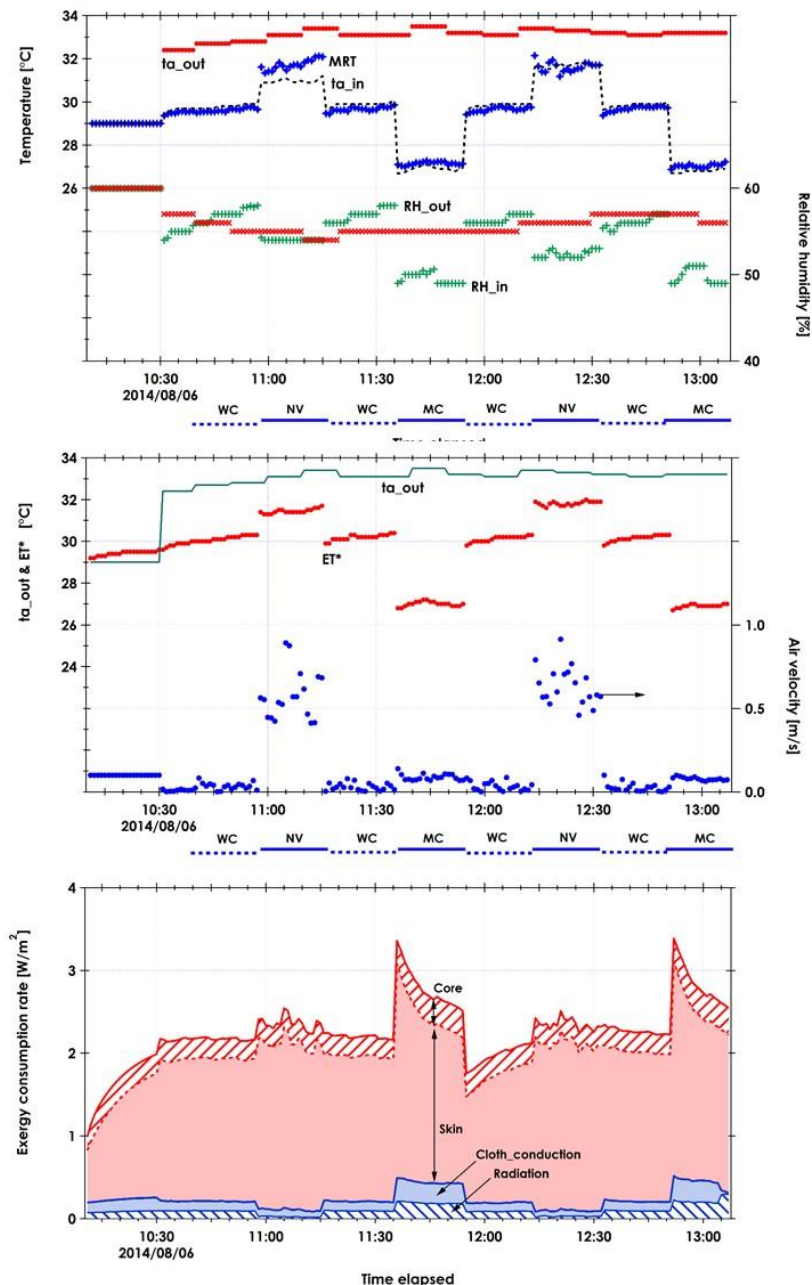 34
32
30
28
26
Temperature [°C]
ta_out
MRT
ta_in
RH_out
RH_in
60
50
40
Relative humidity [%]
10:30 11:00 11:30 12:00 12:30 13:00
2014/08/06
WC NV WC MC WC NV WC MC
Time elapsed
34
32
30
28
26
24
ta_out & ET* [°C]
ta_out
ET*
1.0
0.5
0.0
Air velocity [m/s]
10:30 11:00 11:30 12:00 12:30 13:00
2014/08/06
WC NV WC MC WC NV WC MC
4
3
2
1
0
Exergy consumption rate [W/m²]
Core
Skin
Cloth_conduction
Radiation
10:30 11:00 11:30 12:00 12:30 13:00
2014/08/06
Time elapsed